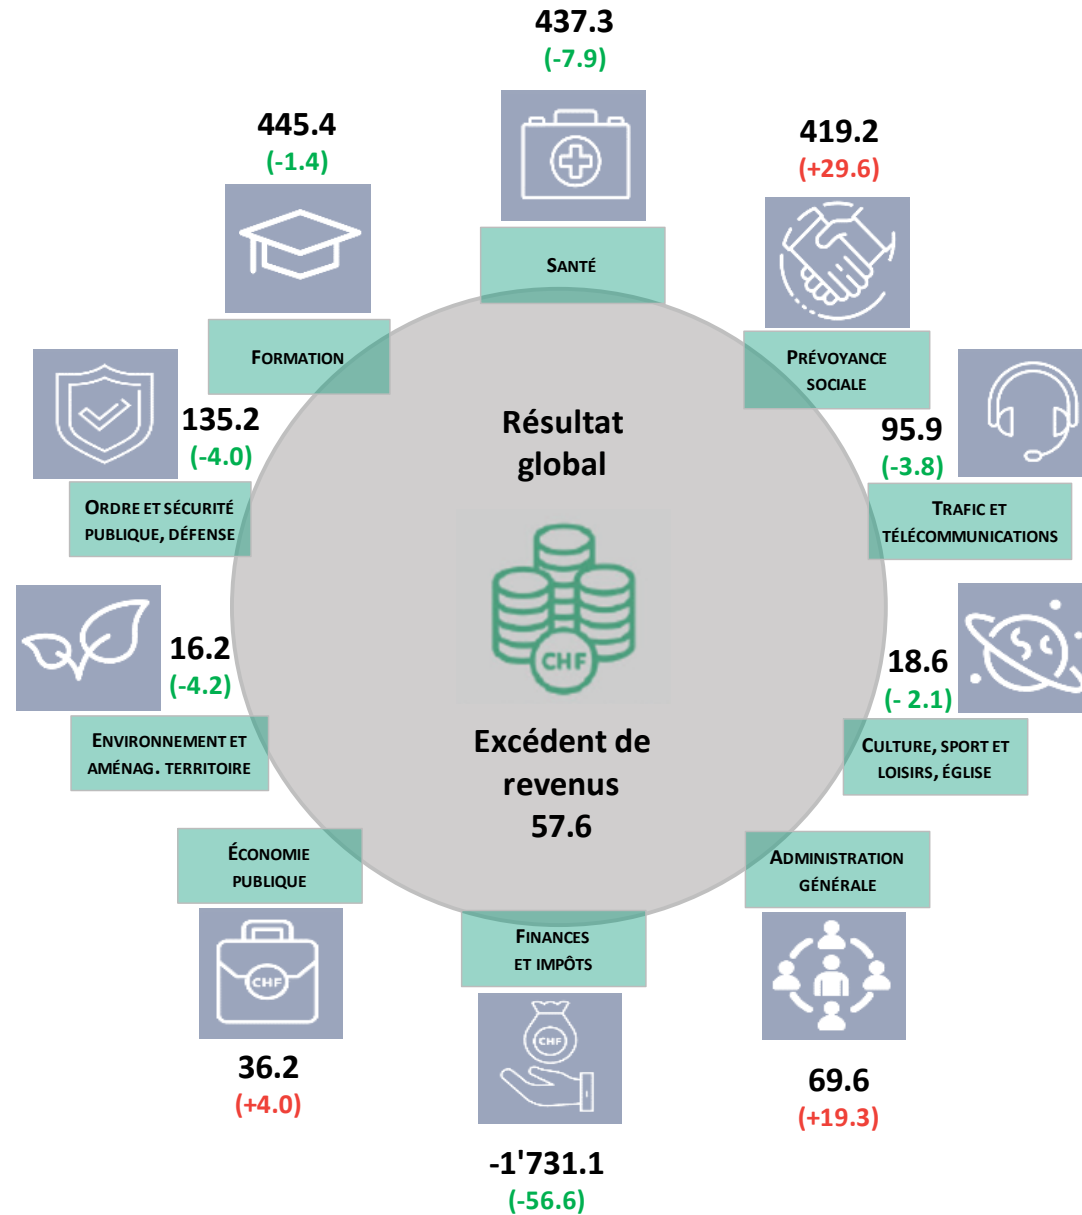 437.3
(-7.9)
SANTÉ
445.4
(-1.4)
FORMATION
419.2
(+29.6)
PRÉVOYANCE
SOCIALE
135.2
(-4.0)
ORDRE ET SÉCURITÉ
PUBLIQUE, DÉFENSE
95.9
(-3.8)
TRAFIC ET
TÉLÉCOMMUNICATIONS
Résultat
global
CHF
Excédent de
revenus
57.6
16.2
(-4.2)
ENVIRONNEMENT ET
AMÉNAG. TERRITOIRE
18.6
(- 2.1)
CULTURE, SPORT ET
LOISIRS, ÉGLISE
ÉCONOMIE
PUBLIQUE
CHF
36.2
(+4.0)
FINANCES
ET IMPÔTS
CHF
-1'731.1
(-56.6)
ADMINISTRATION
GÉNÉRALE
69.6
(+19.3)